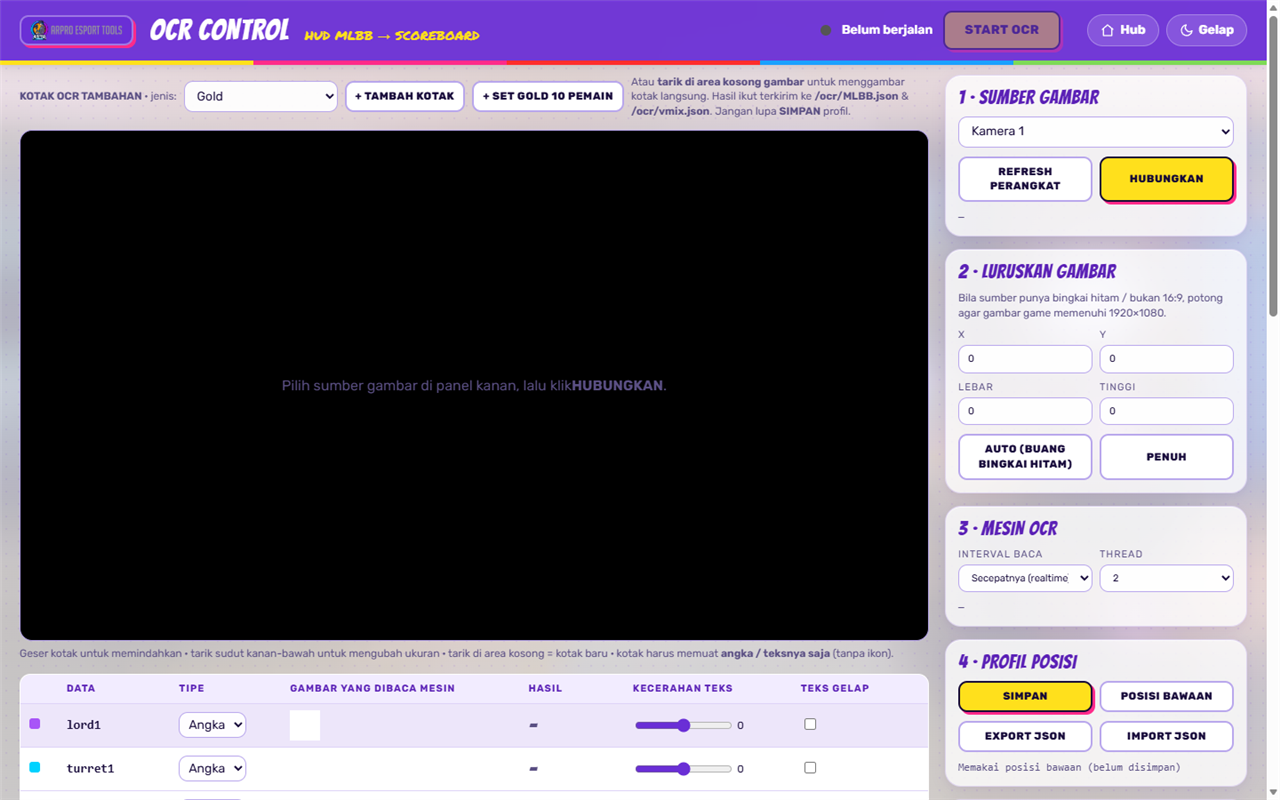 AAPRO ESPORT TOOLS
OCR CONTROL
HUD MLBB → SCOREBOARD
Belum berjalan
START OCR
Hub
Gelap
KOTAK OCR TAMBAHAN • jenis:
Gold
+ TAMBAH KOTAK
+ SET GOLD 10 PEMAIN
Atau tarik di area kosong gambar untuk menggambar
kotak langsung. Hasil ikut terkirim ke /ocr/MLBB.json &
/ocr/vmix.json. Jangan lupa SIMPAN profil.
Pilih sumber gambar di panel kanan, lalu klikHUBUNGKAN.
Geser kotak untuk memindahkan • tarik sudut kanan-bawah untuk mengubah ukuran • tarik di area kosong = kotak baru • kotak harus memuat angka / teksnya saja (tanpa ikon).
DATA TIPE GAMBAR YANG DIBACA MESIN HASIL KECERAHAN TEKS TEKS GELAP
lord1 Angka – 0
turret1 Angka – 0
1 • SUMBER GAMBAR
Kamera 1
REFRESH
PERANGKAT
HUBUNGKAN
–
2 • LURUSKAN GAMBAR
Bila sumber punya bingkai hitam / bukan 16:9, potong
agar gambar game memenuhi 1920×1080.
X Y
0 0
LEBAR TINGGI
0 0
AUTO (BUANG
BINGKAI HITAM)
PENUH
3 • MESIN OCR
INTERVAL BACA THREAD
Secepatnya (realtime) 2
–
4 • PROFIL POSISI
SIMPAN POSISI BAWAAN
EXPORT JSON IMPORT JSON
Memakai posisi bawaan (belum disimpan)